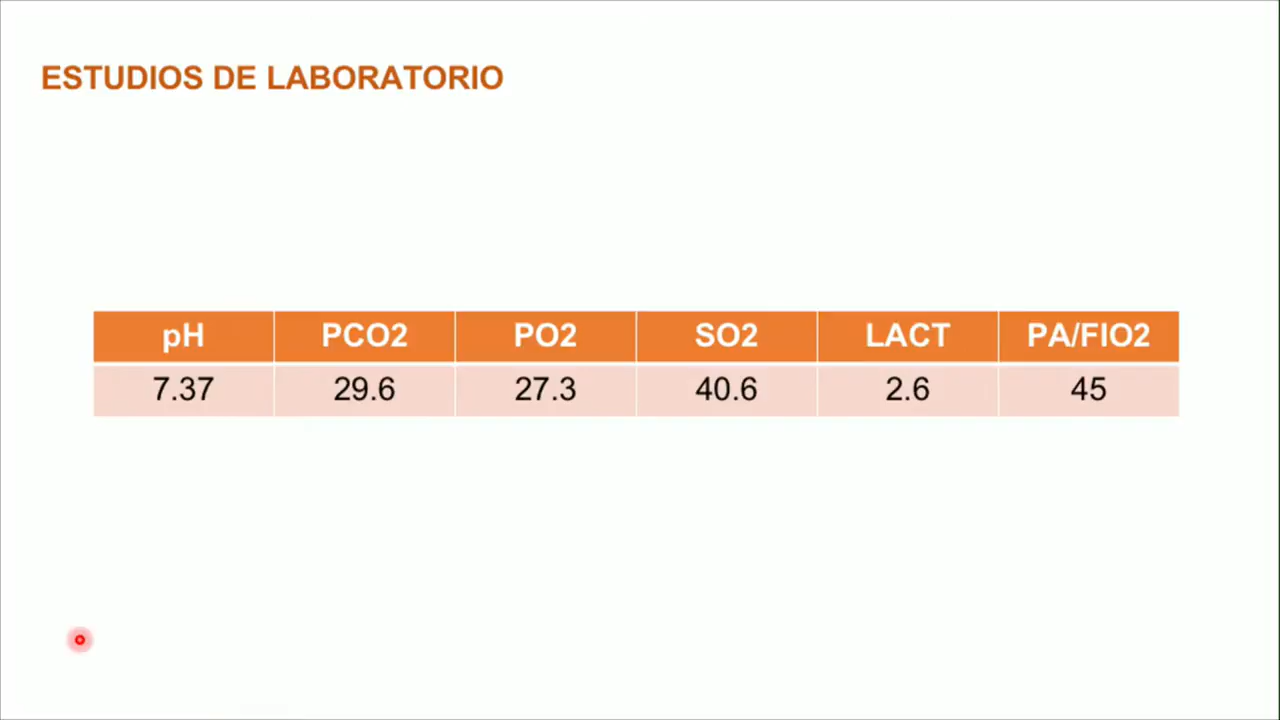 ESTUDIOS DE LABORATORIO
pH PCO2 PO2 SO2 LACT PA/FIO2
7.37 29.6 27.3 40.6 2.6 45